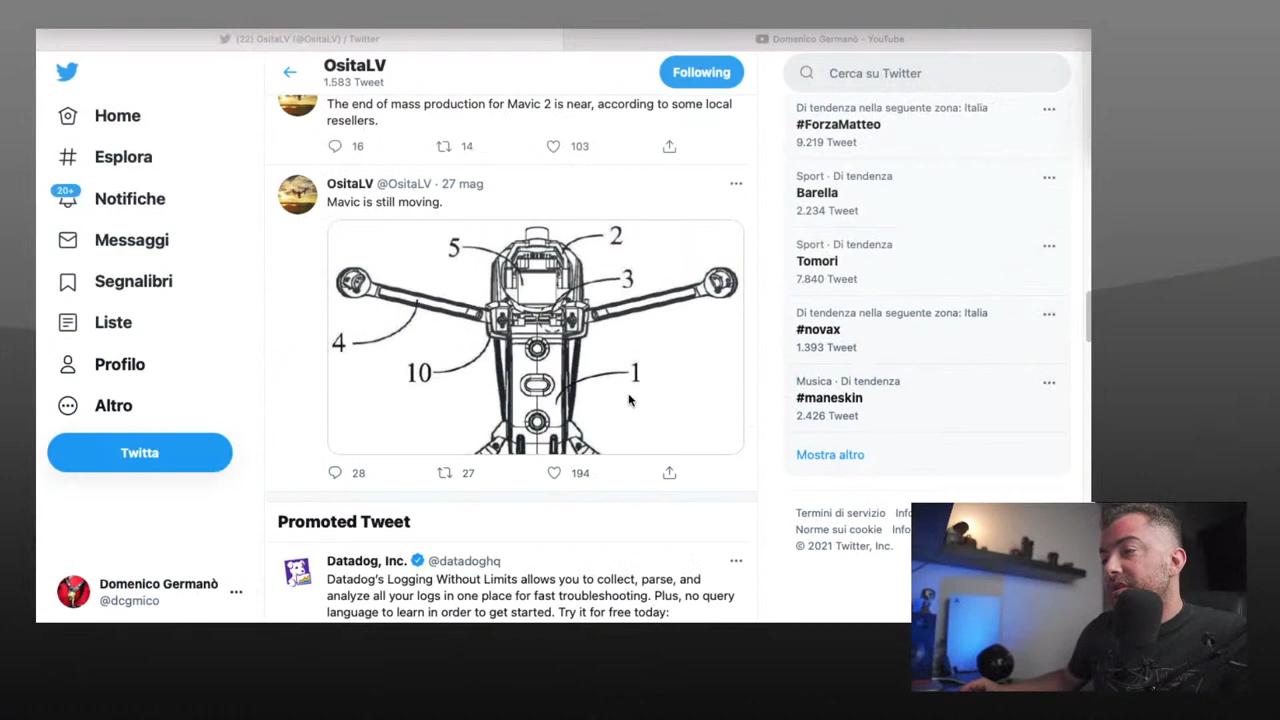 (22) OsitaLV (@OsitaLV) / Twitter
Domenico Germanò - YouTube
Home
Esplora
20+
Notifiche
Messaggi
Segnalibri
Liste
Profilo
Altro
Twitta
Domenico Germanò
@dcgmico
OsitaLV
1.583 Tweet
Following
The end of mass production for Mavic 2 is near, according to some local
resellers.
16 14 103
OsitaLV @OsitaLV · 27 mag
Mavic is still moving.
5 2
3
4
10 1
28 27 194
Promoted Tweet
Datadog, Inc. @datadoghq
Datadog's Logging Without Limits allows you to collect, parse, and
analyze all your logs in one place for fast troubleshooting. Plus, no query
language to learn in order to get started. Try it for free today:
Cerca su Twitter
Di tendenza nella seguente zona: Italia
#ForzaMatteo
9.219 Tweet
Sport · Di tendenza
Barella
2.234 Tweet
Sport · Di tendenza
Tomori
7.840 Tweet
Di tendenza nella seguente zona: Italia
#novax
1.393 Tweet
Musica · Di tendenza
#maneskin
2.426 Tweet
Mostra altro
Termini di servizio
Norme sui cookie
© 2021 Twitter, Inc.